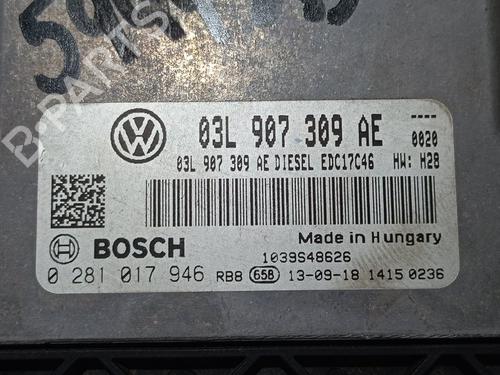 03L 907 309 AE ----
0020
03L 907 309 AE DIESEL EDC17C46 HW: H28
BOSCH
Made in Hungary
1039S48626
0 281 017 946 RB8 658 13-09-18 1415 0236